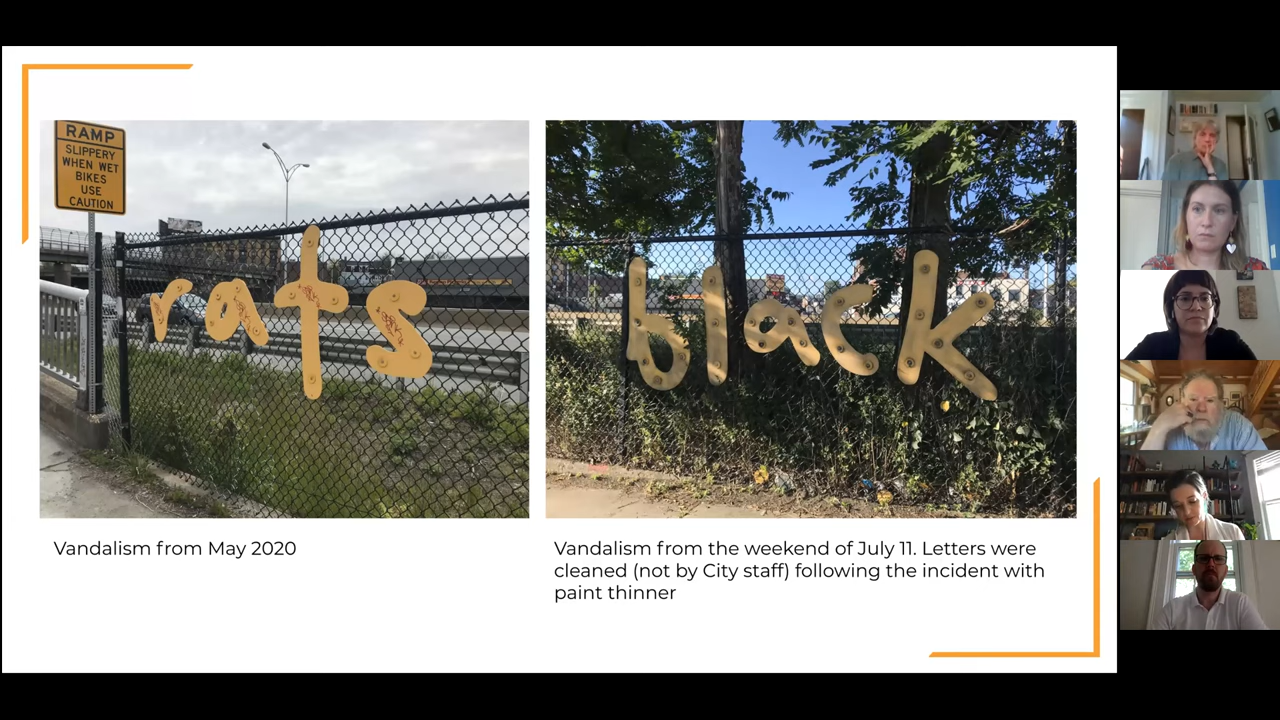 RAMP
SLIPPERY
WHEN WET
BIKES
USE
CAUTION
rats
black
Vandalism from May 2020
Vandalism from the weekend of July 11. Letters were
cleaned (not by City staff) following the incident with
paint thinner